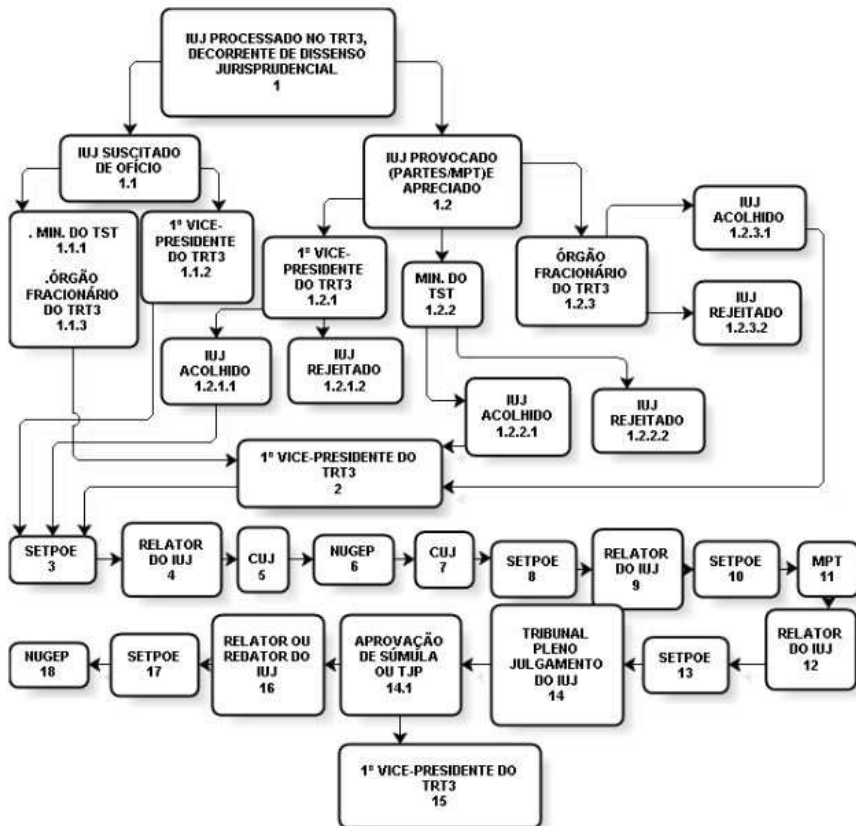 IUJ PROCESSADO NO TRT3,
DECORRENTE DE DISSENSO
JURISPRUDENCIAL
1
IUJ SUSCITADO
DE OFÍCIO
1.1
IUJ PROVOCADO
(PARTES/MPT)E
APRECIADO
1.2
. MIN. DO TST
1.1.1
.ÓRGÃO
FRACIONÁRIO
DO TRT3
1.1.3
1º VICE-
PRESIDENTE
DO TRT3
1.1.2
1º VICE-
PRESIDENTE
DO TRT3
1.2.1
MIN. DO
TST
1.2.2
ÓRGÃO
FRACIONÁRIO
DO TRT3
1.2.3
IUJ
ACOLHIDO
1.2.3.1
IUJ
REJEITADO
1.2.3.2
IUJ
ACOLHIDO
1.2.1.1
IUJ
REJEITADO
1.2.1.2
IUJ
ACOLHIDO
1.2.2.1
IUJ
REJEITADO
1.2.2.2
1º VICE-PRESIDENTE DO
TRT3
2
SETPOE
3
RELATOR
DO IUJ
4
CUJ
5
NUGEP
6
CUJ
7
SETPOE
8
RELATOR
DO IUJ
9
SETPOE
10
MPT
11
RELATOR
DO IUJ
12
SETPOE
13
TRIBUNAL
PLENO
JULGAMENTO
DO IUJ
14
APROVAÇÃO
DE SÚMULA
OU TJP
14.1
RELATOR OU
REDATOR DO
IUJ
16
SETPOE
17
NUGEP
18
1º VICE-PRESIDENTE DO
TRT3
15